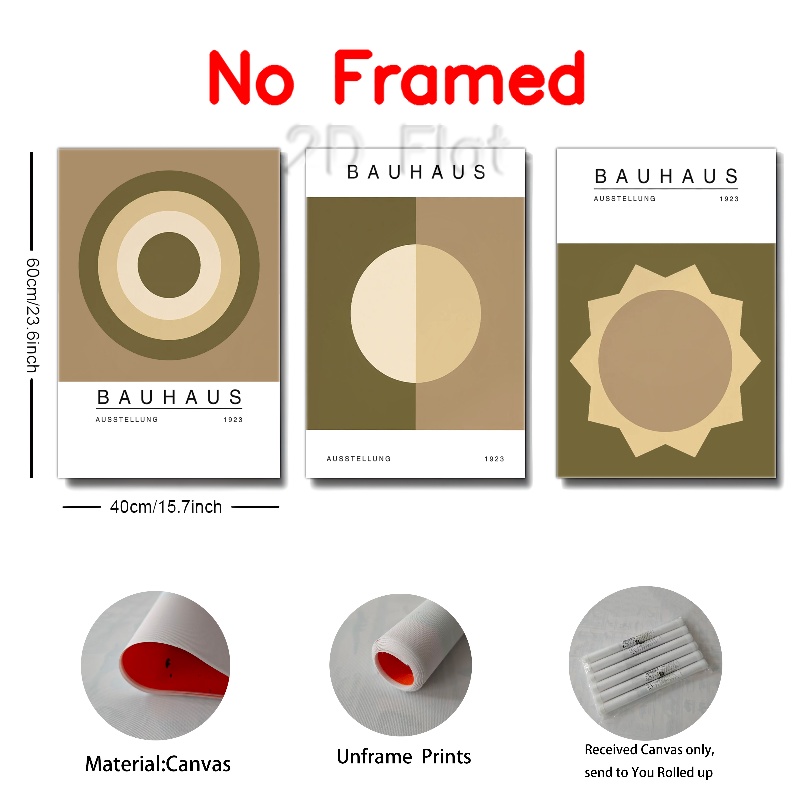 No Framed
2D Flat
60cm/23.6inch
BAUHAUS
AUSSTELLUNG 1923
BAUHAUS
AUSSTELLUNG 1923
BAUHAUS
AUSSTELLUNG 1923
40cm/15.7inch
Material:Canvas
Unframe Prints
Received Canvas only,
send to You Rolled up